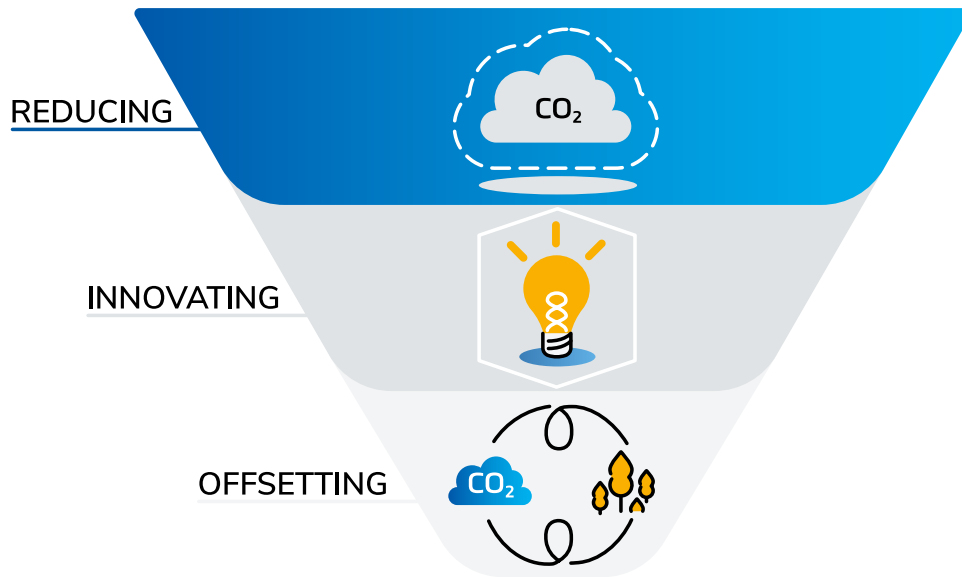 CO₂
REDUCING
INNOVATING
OFFSETTING
CO₂